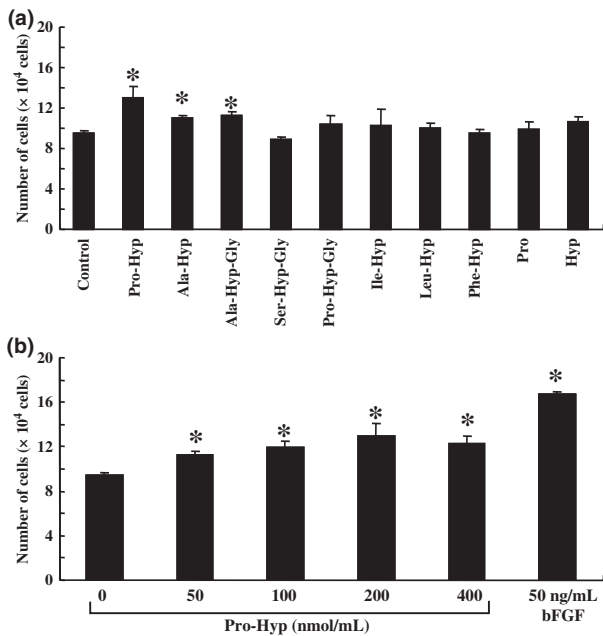 (a)
Number of cells (× 10⁴ cells)
20
16
12
8
4
0
*
*
*
Control
Pro-Hyp
Ala-Hyp
Ala-Hyp-Gly
Ser-Hyp-Gly
Pro-Hyp-Gly
Ile-Hyp
Leu-Hyp
Phe-Hyp
Pro
Hyp
(b)
Number of cells (× 10⁴ cells)
20
16
12
8
4
0
*
*
*
*
*
0 50 100 200 400 50 ng/mL
bFGF
Pro-Hyp (nmol/mL)